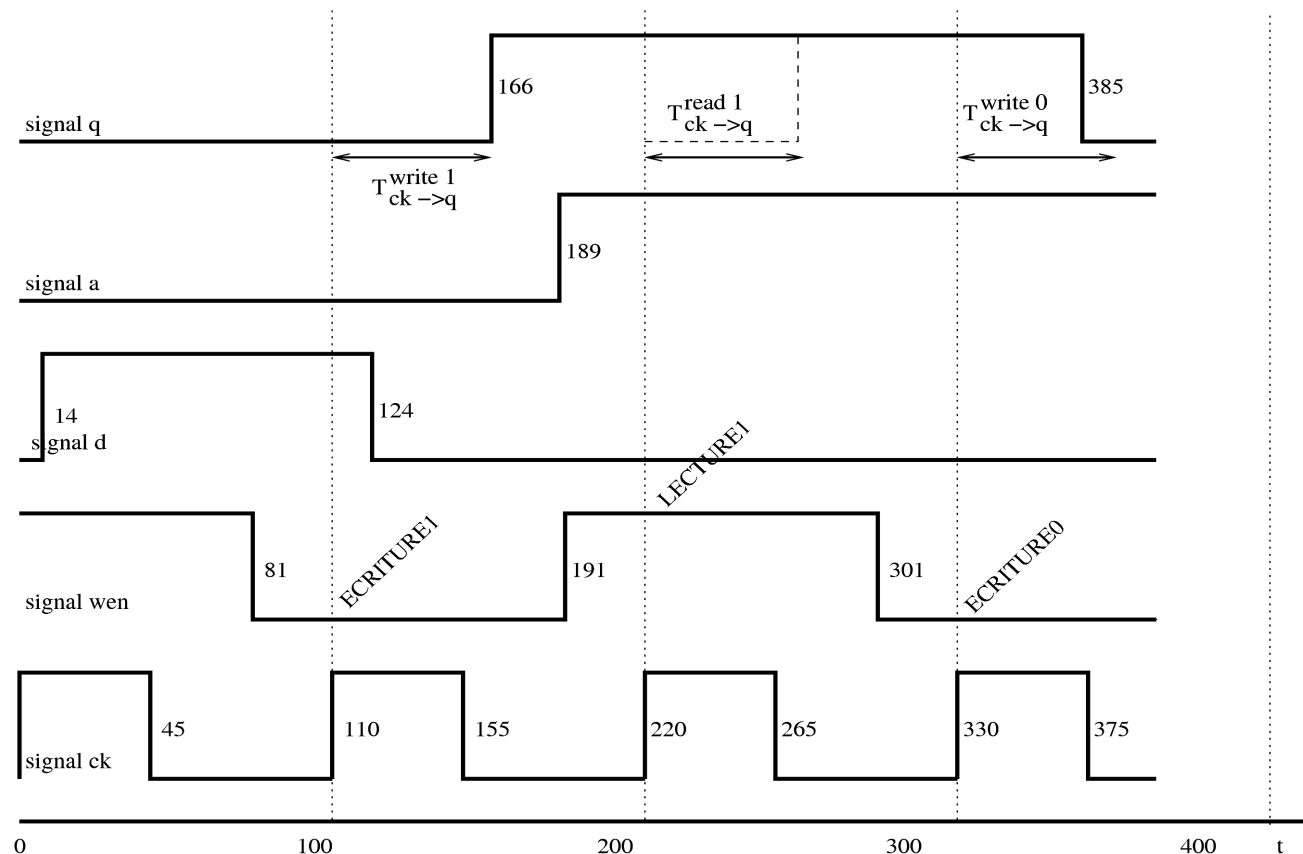 166
385
read 1
T
ck −>q
write 0
T
ck −>q
signal q
write 1
T
ck −>q
189
signal a
14
124
signal d
LECTURE1
81
ECRITURE1
191
301
ECRITURE0
signal wen
45
110
155
220
265
330
375
signal ck
0 100 200 300 400 t